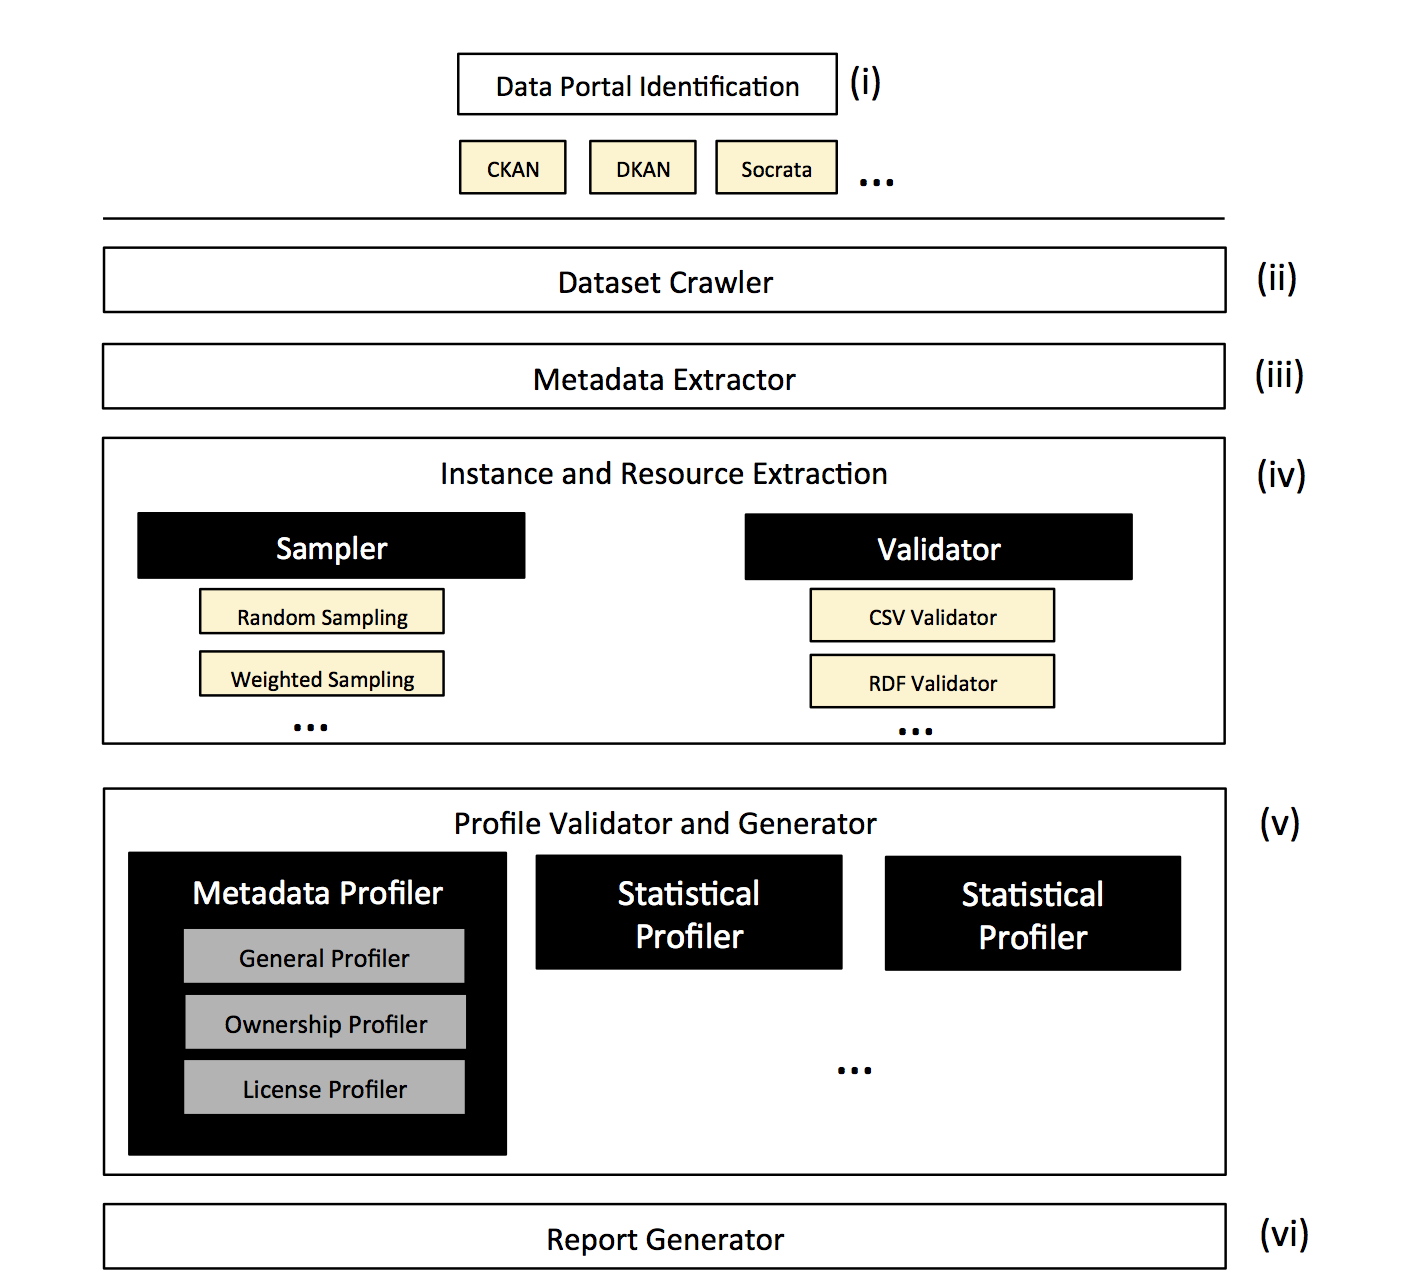 Data Portal Identification (i)
CKAN DKAN Socrata ...
Dataset Crawler (ii)
Metadata Extractor (iii)
Instance and Resource Extraction (iv)
Sampler
Random Sampling
Weighted Sampling
...
Validator
CSV Validator
RDF Validator
...
Profile Validator and Generator (v)
Metadata Profiler
General Profiler
Ownership Profiler
License Profiler
Statistical
Profiler
Statistical
Profiler
...
Report Generator (vi)